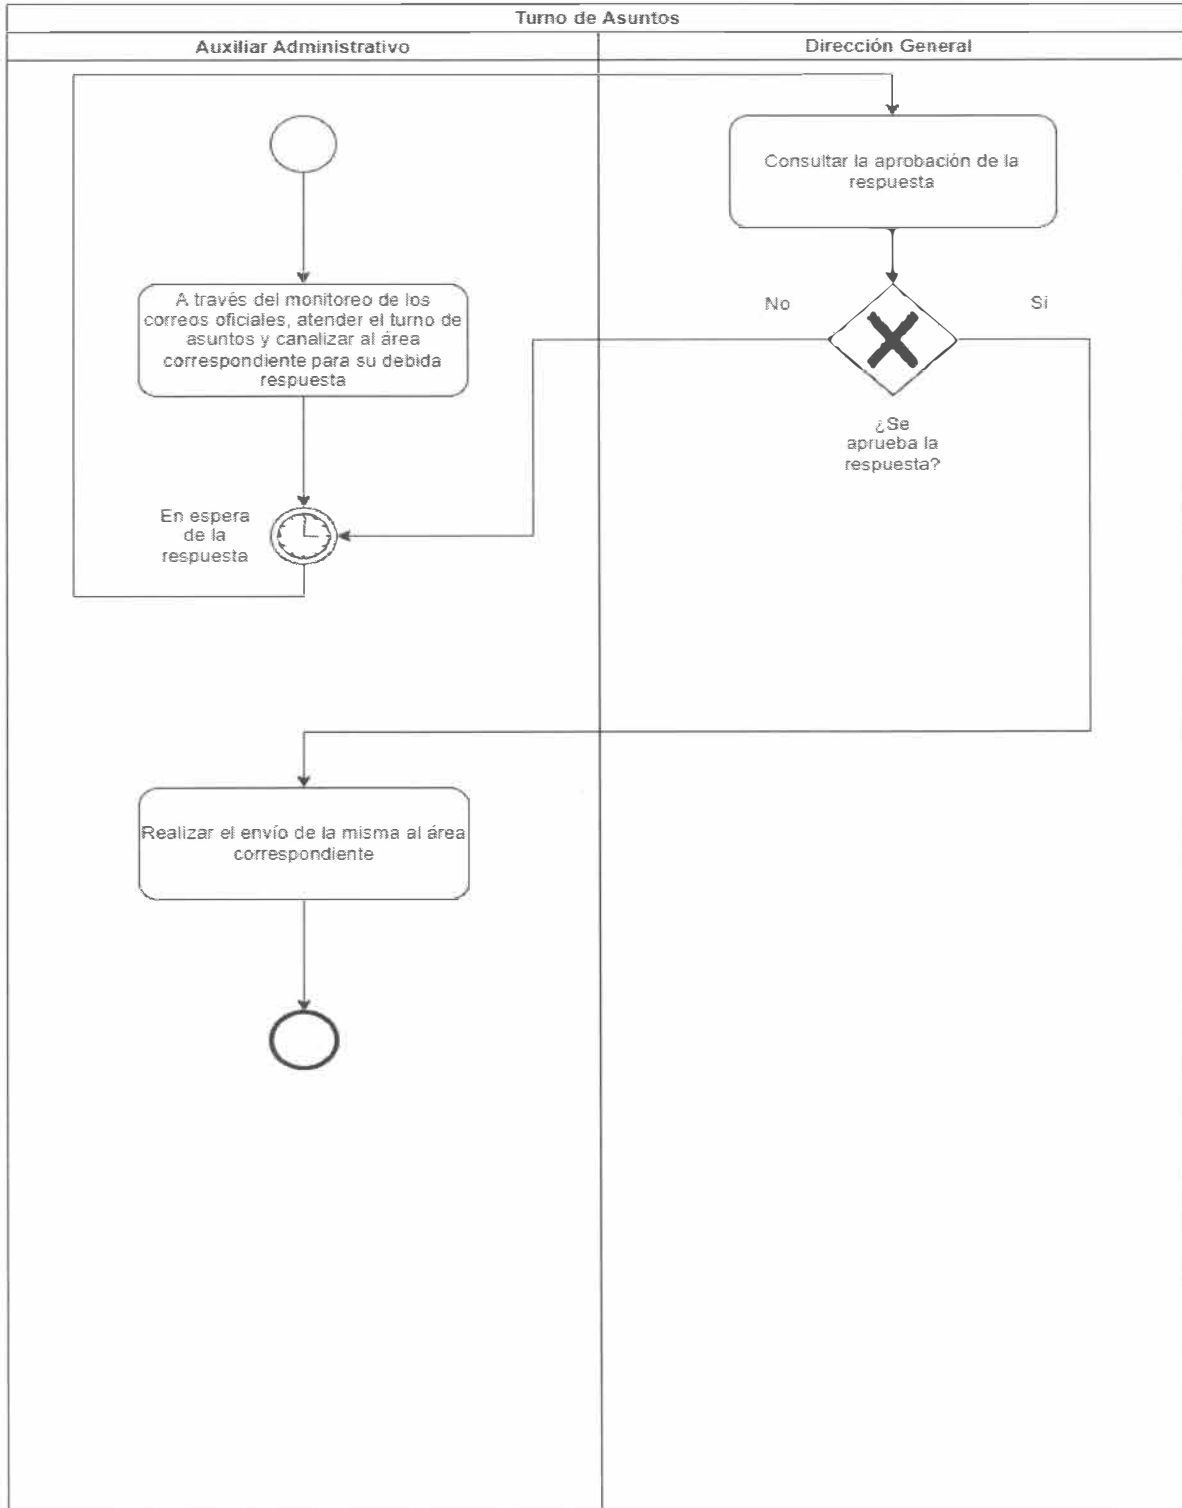 Turno de Asuntos
Auxiliar Administrativo
Dirección General
Consultar la aprobación de la
respuesta
A través del monitoreo de los
correos oficiales, atender el turno de
asuntos y canalizar al área
correspondiente para su debida
respuesta
No
Si
¿Se
aprueba la
respuesta?
En espera
de la
respuesta
Realizar el envío de la misma al área
correspondiente